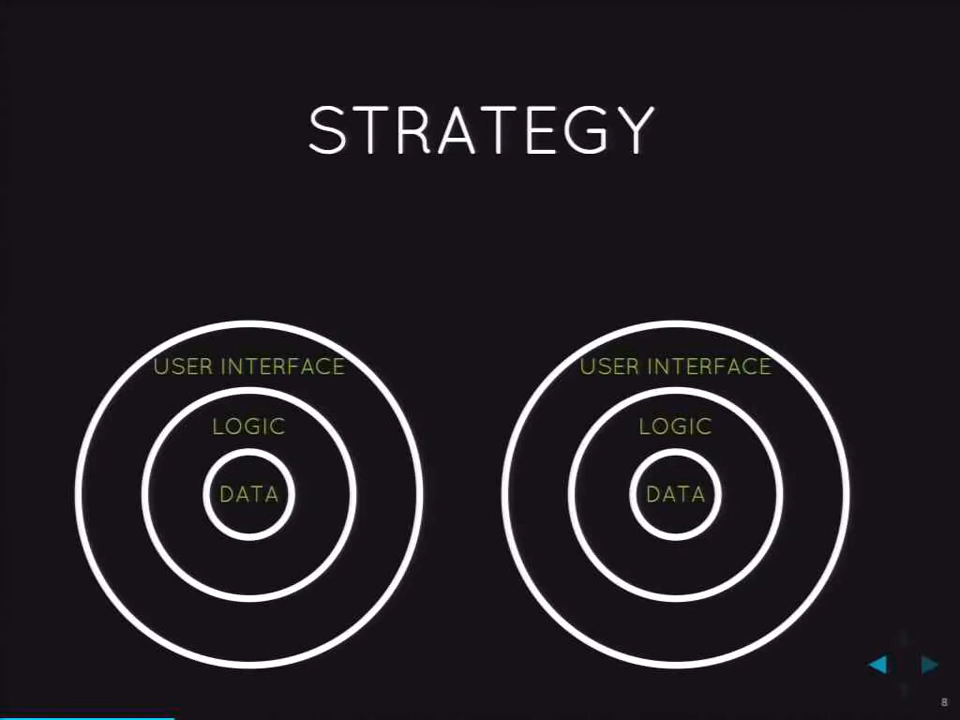 STRATEGY
USER INTERFACE
LOGIC
DATA
USER INTERFACE
LOGIC
DATA
8